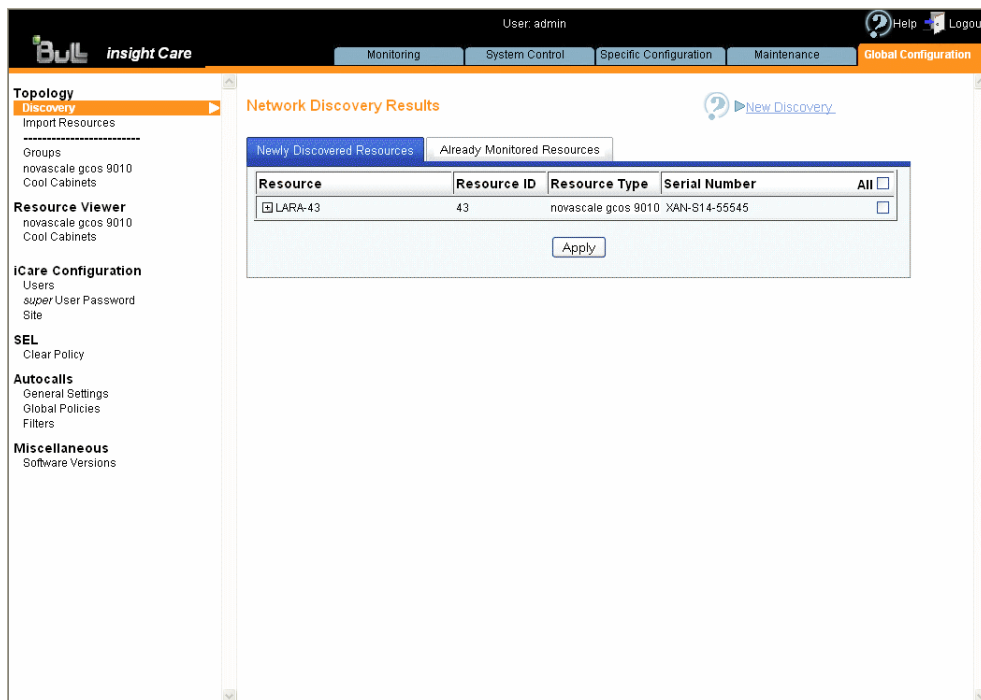 User: admin
Help Logou
Bull insight Care
Monitoring System Control Specific Configuration Maintenance Global Configuration
Topology
Discovery
Import Resources
-------------------------
Groups
novascale gcos 9010
Cool Cabinets
Resource Viewer
novascale gcos 9010
Cool Cabinets
iCare Configuration
Users
super User Password
Site
SEL
Clear Policy
Autocalls
General Settings
Global Policies
Filters
Miscellaneous
Software Versions
Network Discovery Results
New Discovery
Newly Discovered Resources Already Monitored Resources
Resource Resource ID Resource Type Serial Number All
LARA-43 43 novascale gcos 9010 XAN-S14-55545
Apply